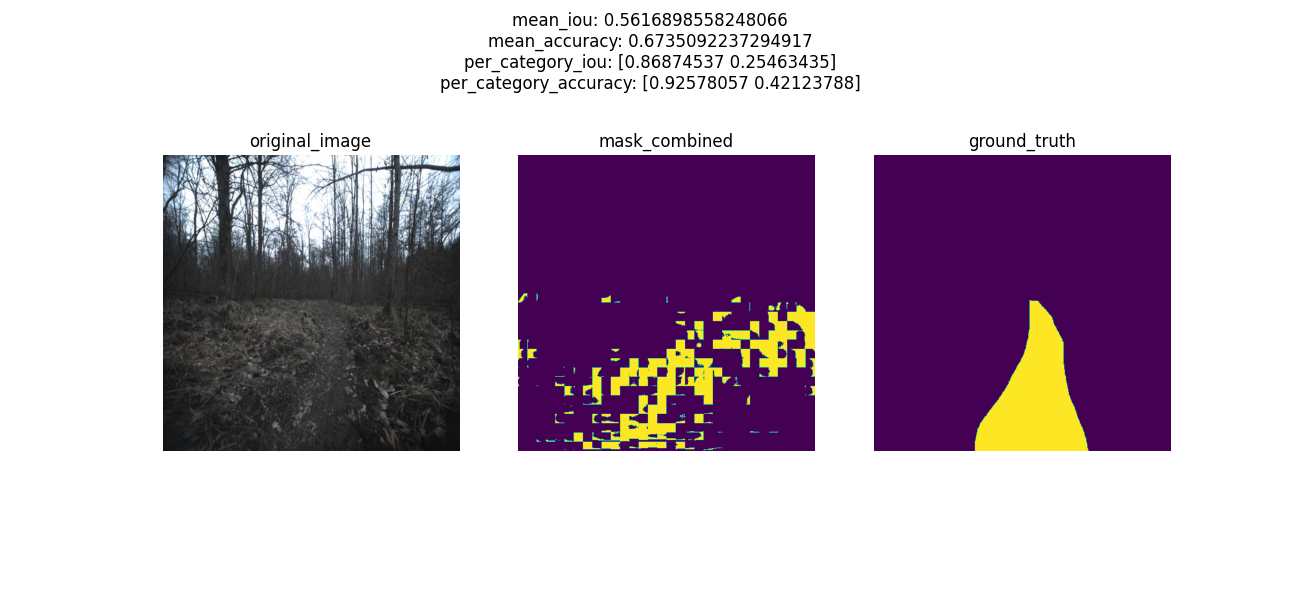 mean_iou: 0.5616898558248066
mean_accuracy: 0.6735092237294917
per_category_iou: [0.86874537 0.25463435]
per_category_accuracy: [0.92578057 0.42123788]
original_image
mask_combined
ground_truth